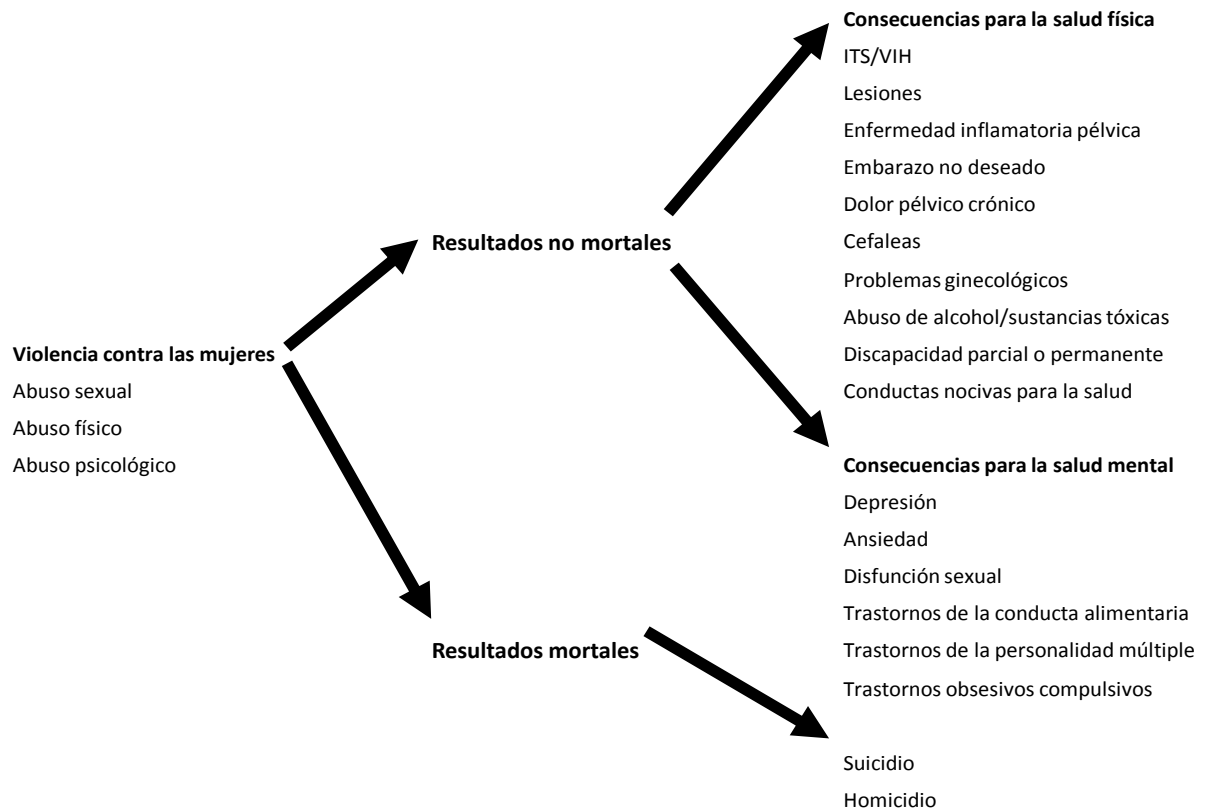 Consecuencias para la salud física
ITS/VIH
Lesiones
Enfermedad inflamatoria pélvica
Embarazo no deseado
Dolor pélvico crónico
Cefaleas
Problemas ginecológicos
Abuso de alcohol/sustancias tóxicas
Discapacidad parcial o permanente
Conductas nocivas para la salud
Resultados no mortales
Violencia contra las mujeres
Abuso sexual
Abuso físico
Abuso psicológico
Consecuencias para la salud mental
Depresión
Ansiedad
Disfunción sexual
Trastornos de la conducta alimentaria
Trastornos de la personalidad múltiple
Trastornos obsesivos compulsivos
Resultados mortales
Suicidio
Homicidio